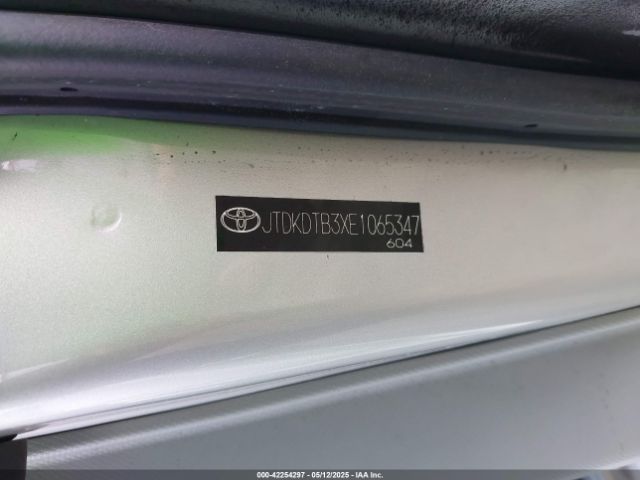 JTDKDTB3XE1065347
604
000-42254297 - 05/12/2025 - IAA Inc.